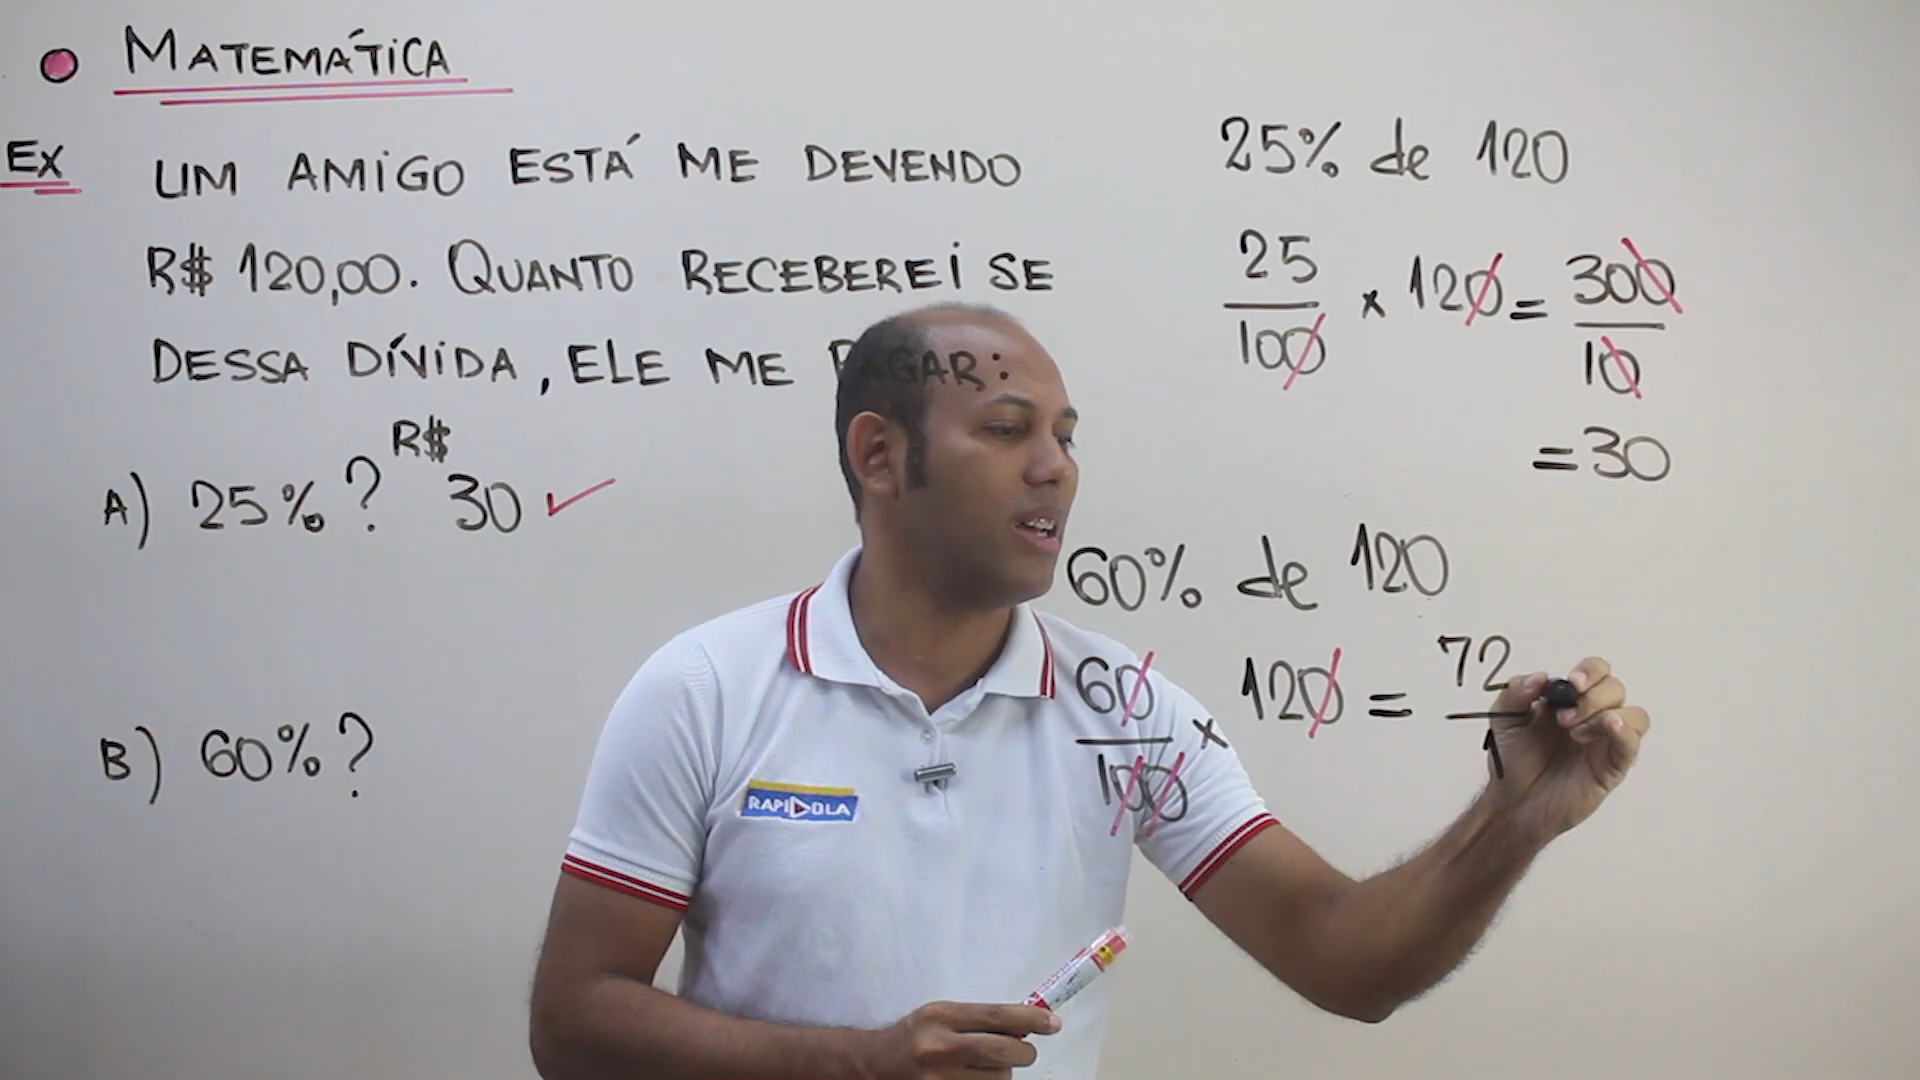 MATEMÁTICA
EX UM AMIGO ESTÁ ME DEVENDO
R$ 120,00. QUANTO RECEBEREI SE
DESSA DÍVIDA, ELE ME PAGAR:
A) 25%? R$ 30
B) 60%?
25% de 120
25/100 x 120 = 300/10
= 30
60% de 120
60/100 x 120 = 72/1
RAPIDOLA